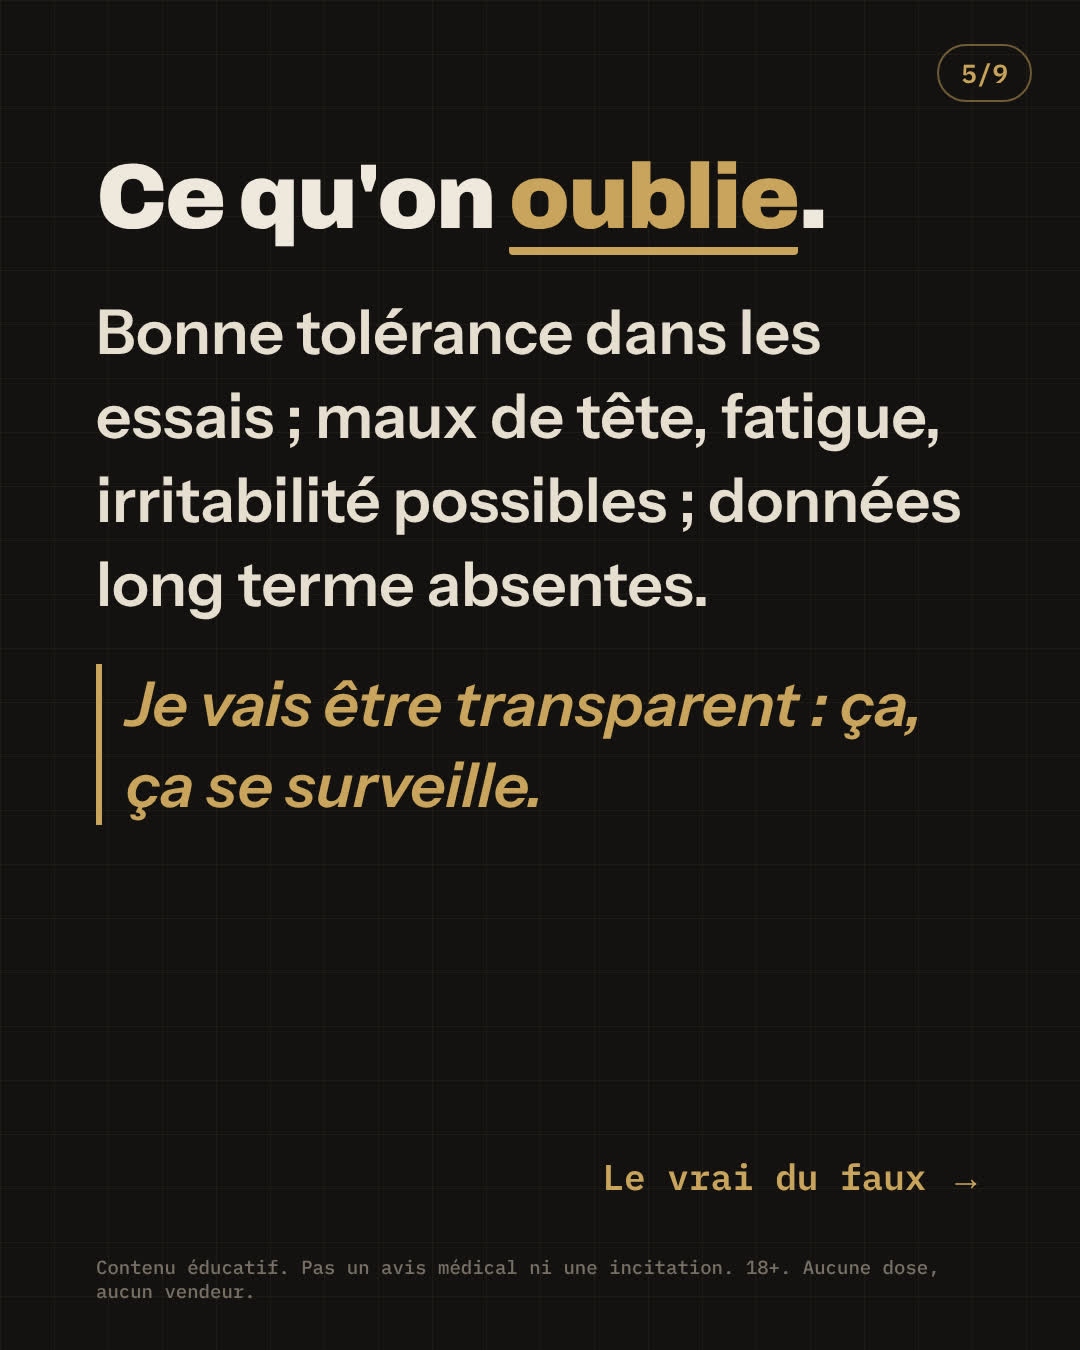 5/9
Ce qu'on oublie.
Bonne tolérance dans les
essais ; maux de tête, fatigue,
irritabilité possibles ; données
long terme absentes.
Je vais être transparent : ça,
ça se surveille.
Le vrai du faux →
Contenu éducatif. Pas un avis médical ni une incitation. 18+. Aucune dose,
aucun vendeur.